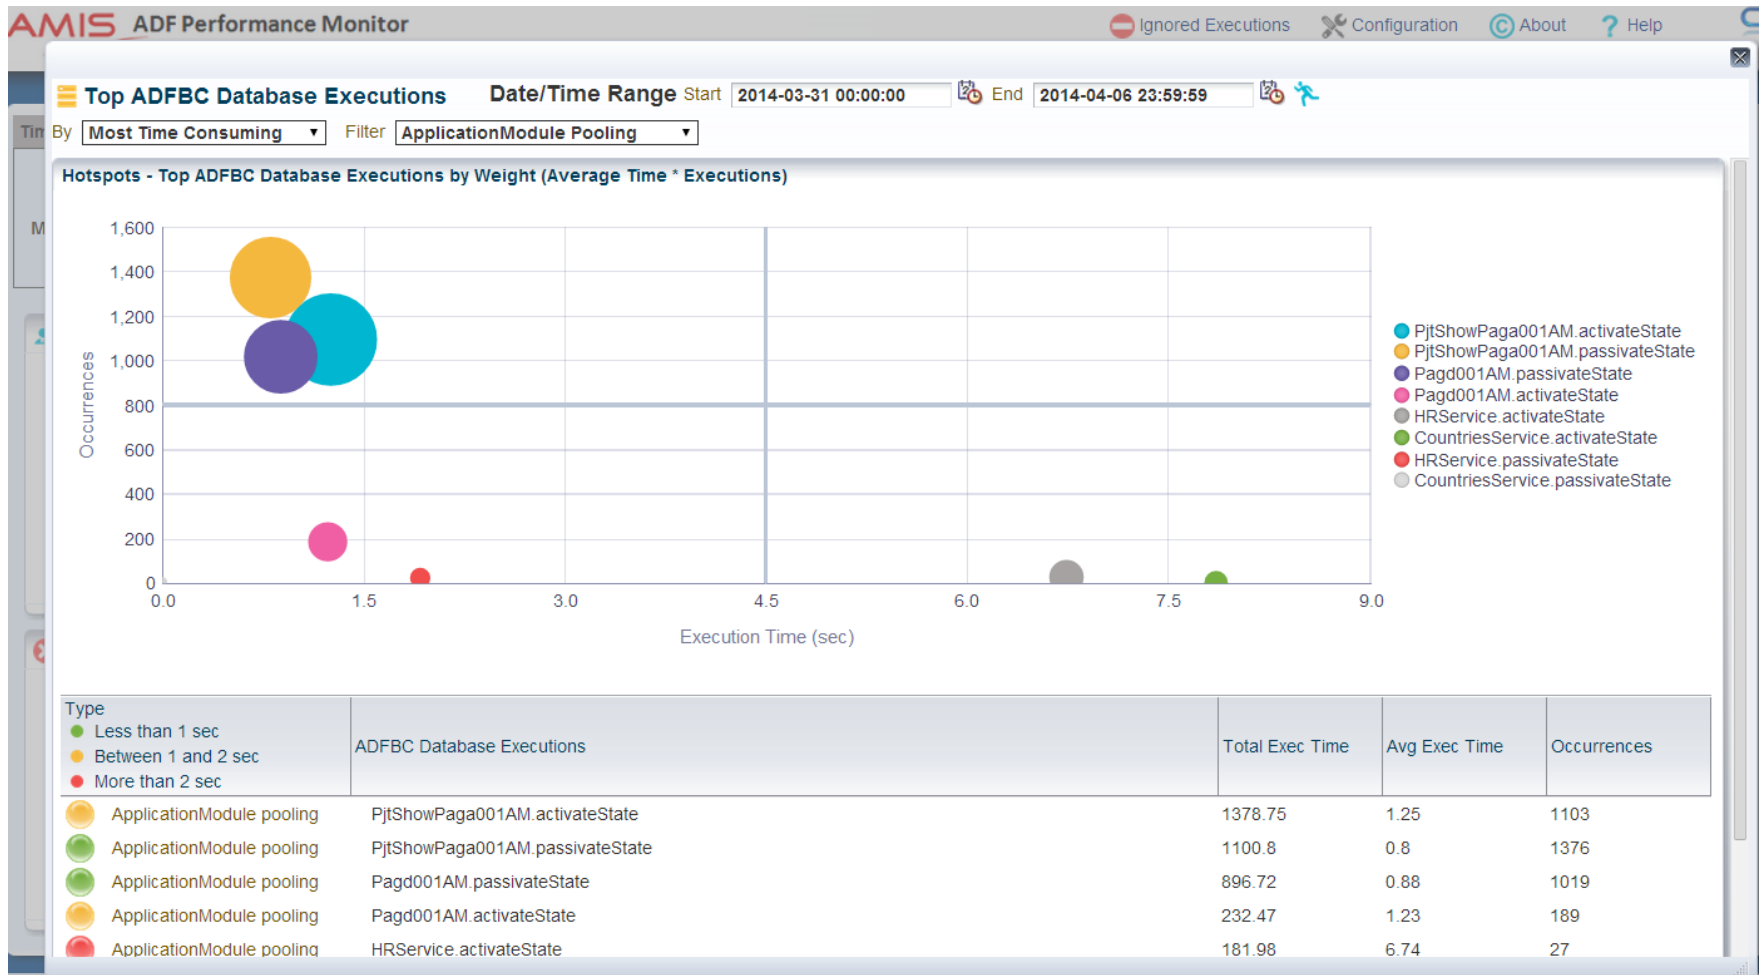 AMIS ADF Performance Monitor Ignored Executions Configuration About Help
Top ADFBC Database Executions Date/Time Range Start 2014-03-31 00:00:00 End 2014-04-06 23:59:59
By Most Time Consuming Filter ApplicationModule Pooling
Hotspots - Top ADFBC Database Executions by Weight (Average Time * Executions)
1,600
1,400
1,200
1,000
800
600
400
200
0
Occurrences
0.0 1.5 3.0 4.5 6.0 7.5 9.0
Execution Time (sec)
PjtShowPaga001AM.activateState
PjtShowPaga001AM.passivateState
Pagd001AM.passivateState
Pagd001AM.activateState
HRService.activateState
CountriesService.activateState
HRService.passivateState
CountriesService.passivateState
Type
Less than 1 sec
Between 1 and 2 sec
More than 2 sec
ADFBC Database Executions Total Exec Time Avg Exec Time Occurrences
ApplicationModule pooling PjtShowPaga001AM.activateState 1378.75 1.25 1103
ApplicationModule pooling PjtShowPaga001AM.passivateState 1100.8 0.8 1376
ApplicationModule pooling Pagd001AM.passivateState 896.72 0.88 1019
ApplicationModule pooling Pagd001AM.activateState 232.47 1.23 189
ApplicationModule pooling HRService.activateState 181.98 6.74 27